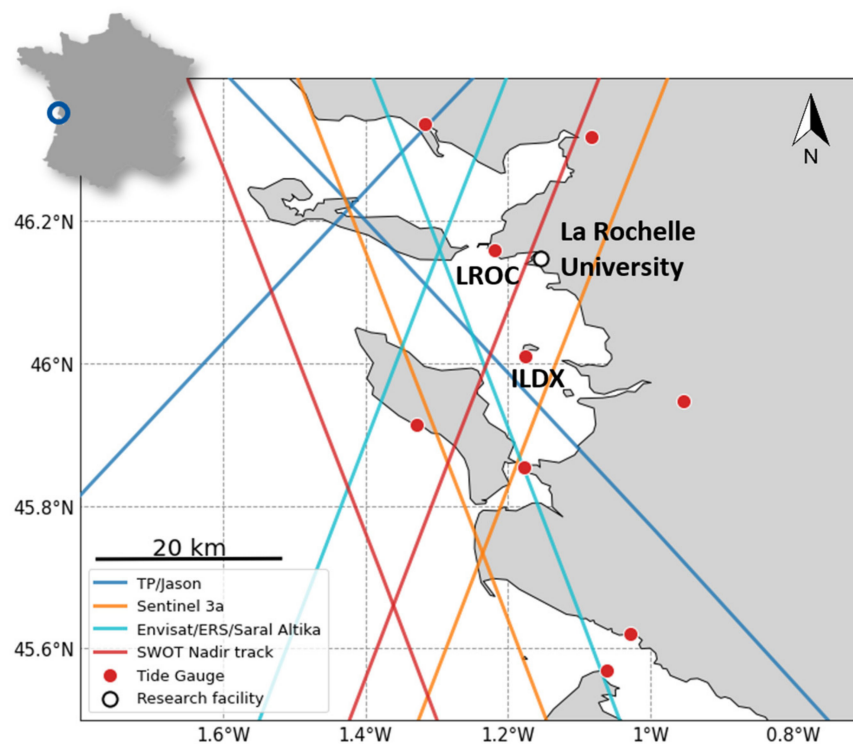 N
46.2°N
46°N
45.8°N
45.6°N
La Rochelle
University
LROC
ILDX
20 km
TP/Jason
Sentinel 3a
Envisat/ERS/Saral Altika
SWOT Nadir track
Tide Gauge
Research facility
1.6°W
1.4°W
1.2°W
1°W
0.8°W